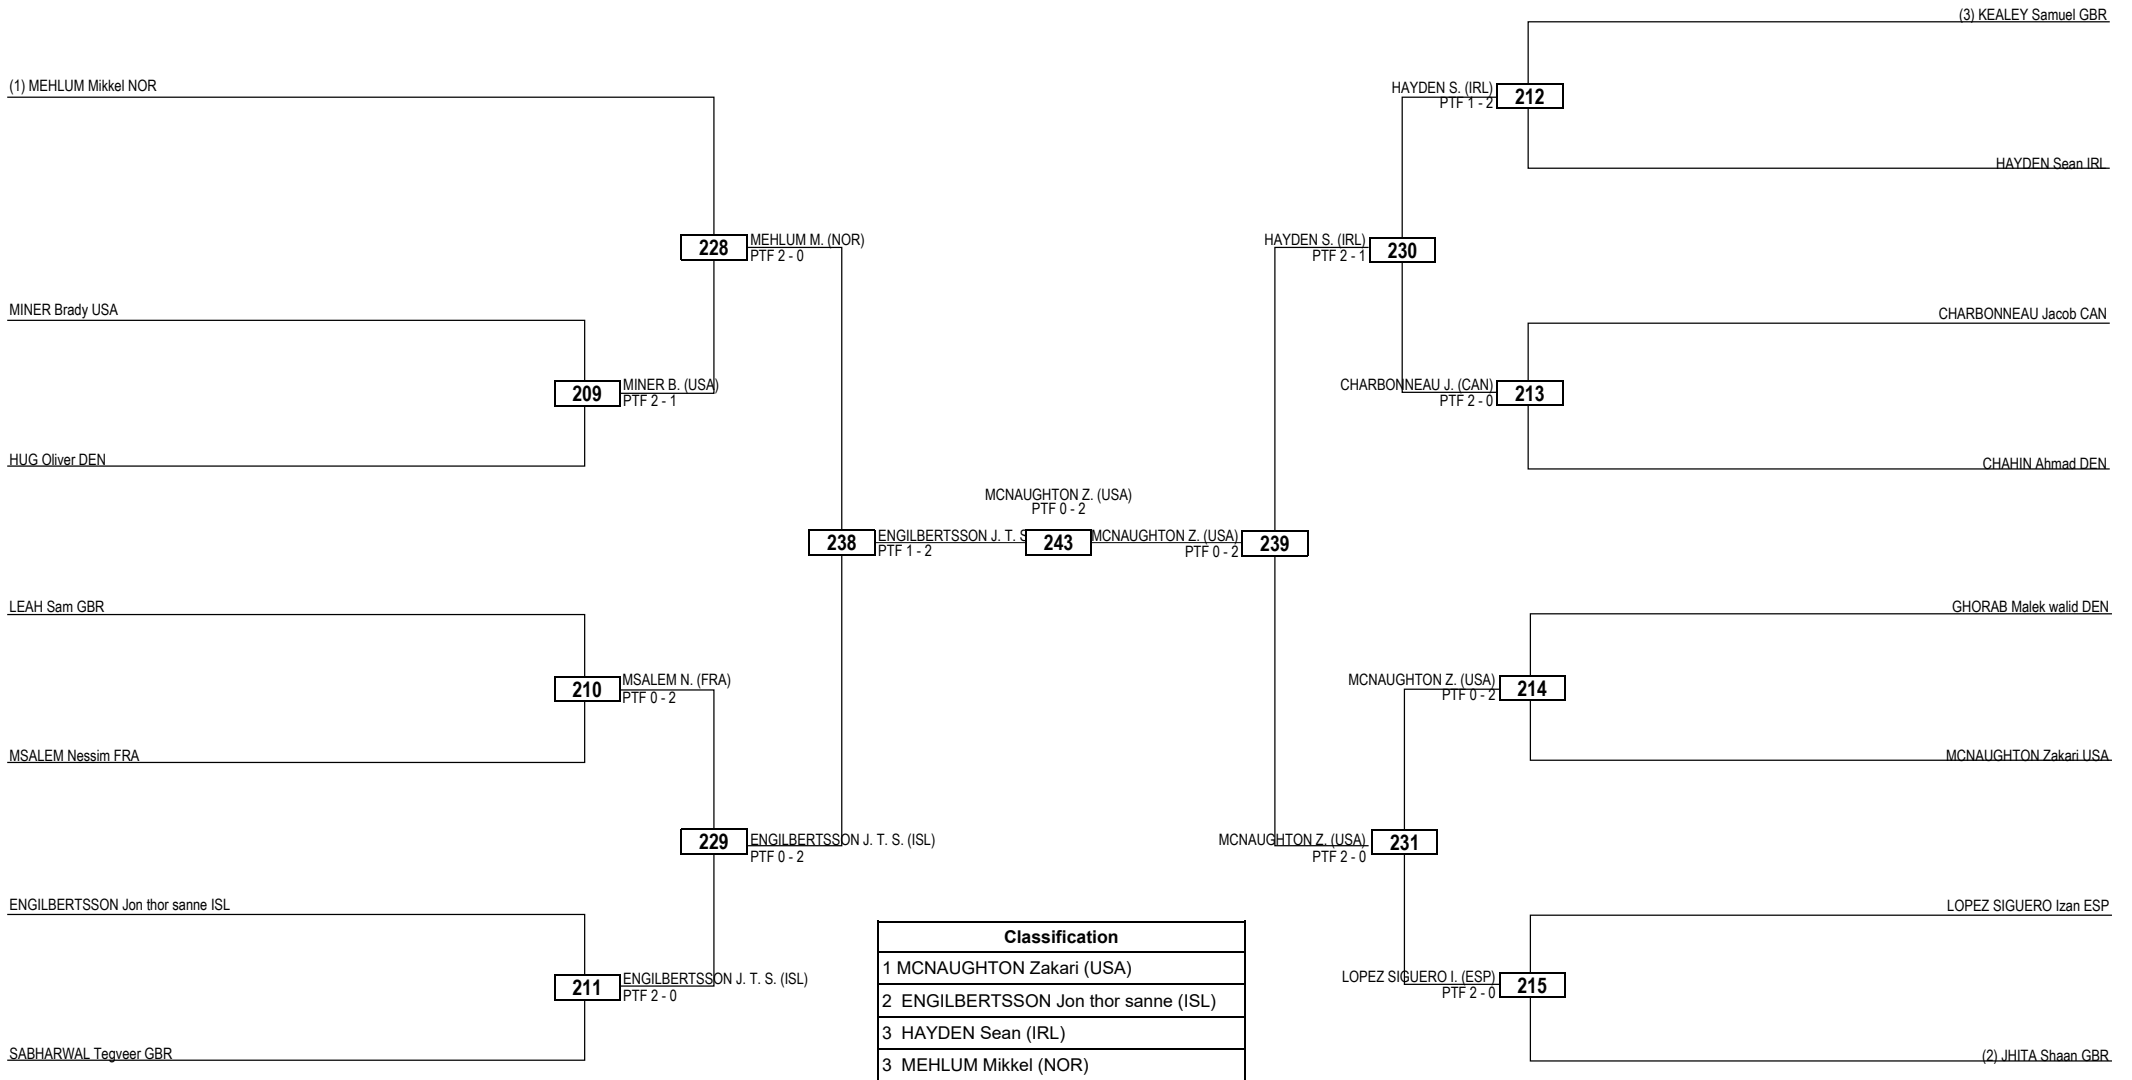 (3) KEALEY Samuel GBR
(1) MEHLUM Mikkel NOR
HAYDEN S. (IRL)
PTF 1 - 2
212
HAYDEN Sean IRL
228
MEHLUM M. (NOR)
PTF 2 - 0
HAYDEN S. (IRL)
PTF 2 - 1
230
MINER Brady USA
CHARBONNEAU Jacob CAN
209
MINER B. (USA)
PTF 2 - 1
CHARBONNEAU J. (CAN)
PTF 2 - 0
213
HUG Oliver DEN
CHAHIN Ahmad DEN
MCNAUGHTON Z. (USA)
PTF 0 - 2
238
ENGILBERTSSON J. T. S
PTF 1 - 2
243
MCNAUGHTON Z. (USA)
PTF 0 - 2
239
LEAH Sam GBR
GHORAB Malek walid DEN
210
MSALEM N. (FRA)
PTF 0 - 2
MCNAUGHTON Z. (USA)
PTF 0 - 2
214
MSALEM Nessim FRA
MCNAUGHTON Zakari USA
229
ENGILBERTSSON J. T. S. (ISL)
PTF 0 - 2
MCNAUGHTON Z. (USA)
PTF 2 - 0
231
ENGILBERTSSON Jon thor sanne ISL
LOPEZ SIGUERO Izan ESP
211
ENGILBERTSSON J. T. S. (ISL)
PTF 2 - 0
LOPEZ SIGUERO I. (ESP)
PTF 2 - 0
215
SABHARWAL Tegveer GBR
(2) JHITA Shaan GBR
Classification
1 MCNAUGHTON Zakari (USA)
2 ENGILBERTSSON Jon thor sanne (ISL)
3 HAYDEN Sean (IRL)
3 MEHLUM Mikkel (NOR)